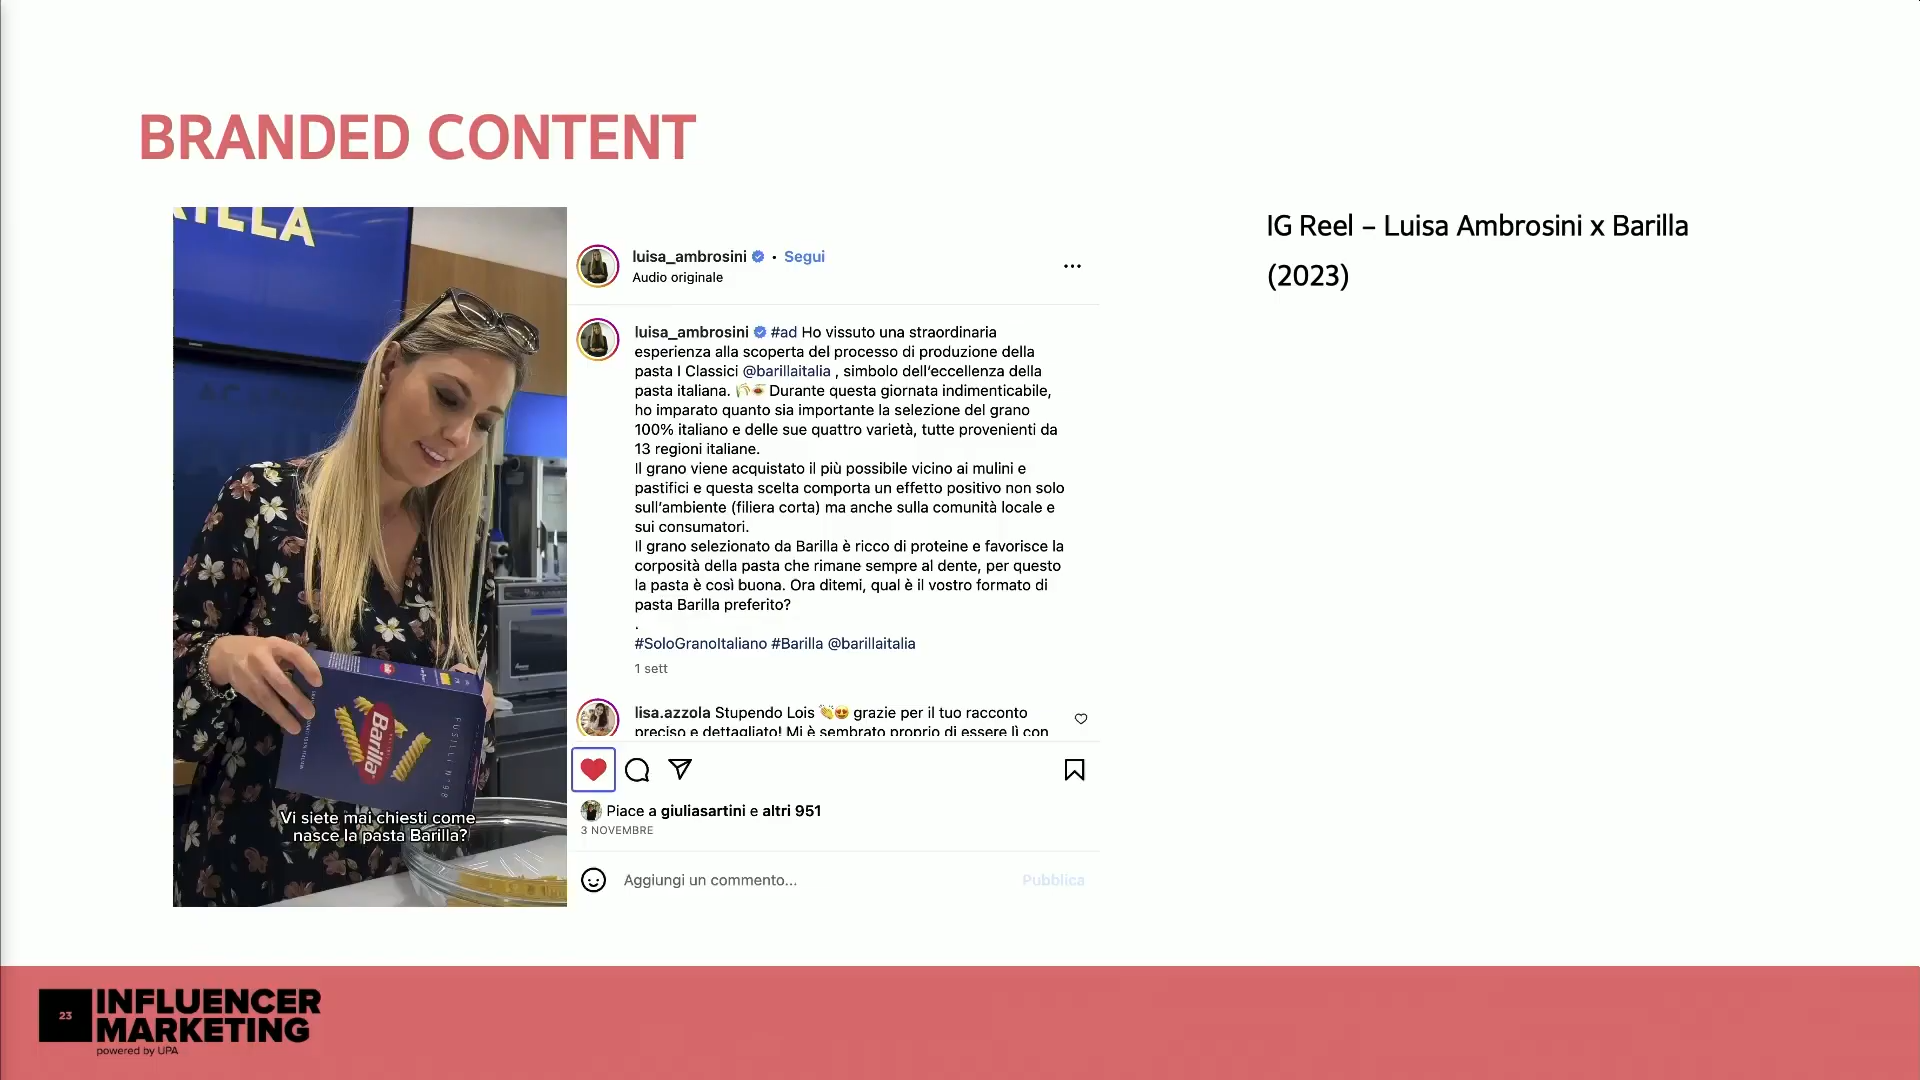 BRANDED CONTENT
IG Reel – Luisa Ambrosini x Barilla
(2023)
RILLA
luisa_ambrosini • Segui
Audio originale
luisa_ambrosini #ad Ho vissuto una straordinaria
esperienza alla scoperta del processo di produzione della
pasta I Classici @barillaitalia , simbolo dell'eccellenza della
pasta italiana. 🌾🍝 Durante questa giornata indimenticabile,
ho imparato quanto sia importante la selezione del grano
100% italiano e delle sue quattro varietà, tutte provenienti da
13 regioni italiane.
Il grano viene acquistato il più possibile vicino ai mulini e
pastifici e questa scelta comporta un effetto positivo non solo
sull'ambiente (filiera corta) ma anche sulla comunità locale e
sui consumatori.
Il grano selezionato da Barilla è ricco di proteine e favorisce la
corposità della pasta che rimane sempre al dente, per questo
la pasta è così buona. Ora ditemi, qual è il vostro formato di
pasta Barilla preferito?
.
#SoloGranoItaliano #Barilla @barillaitalia
1 sett
lisa.azzola Stupendo Lois 👏😍 grazie per il tuo racconto
preciso e dettagliato! Mi è sembrato proprio di essere lì con
Piace a giuliasartini e altri 951
3 NOVEMBRE
Aggiungi un commento...
Pubblica
Barilla
FUSILLI N°98
Vi siete mai chiesti come
nasce la pasta Barilla?
23
INFLUENCER
MARKETING
powered by UPA